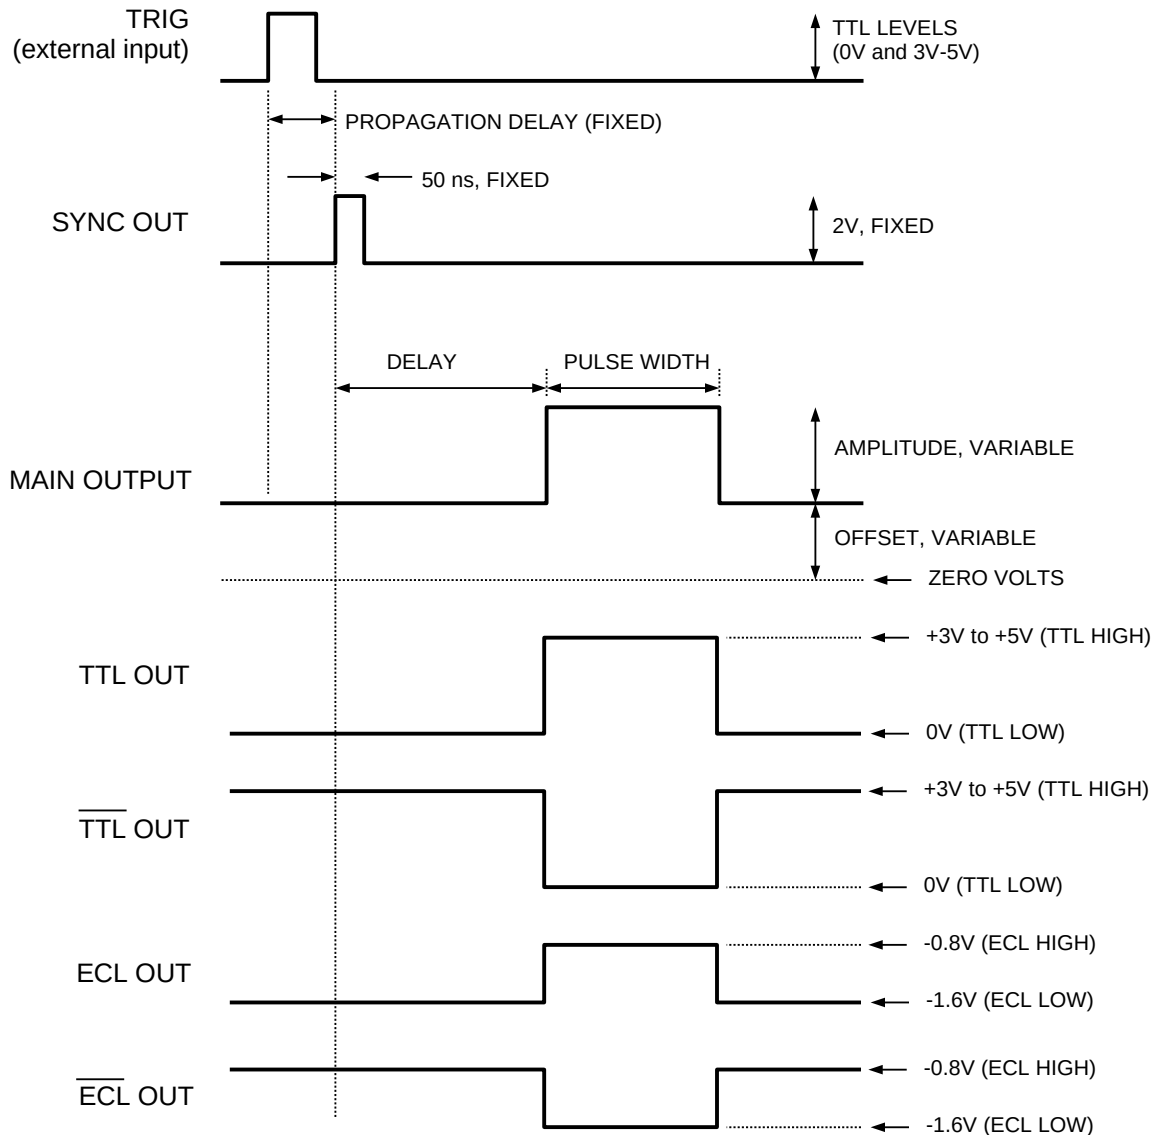 TRIG
(external input)
TTL LEVELS
(0V and 3V-5V)
PROPAGATION DELAY (FIXED)
50 ns, FIXED
SYNC OUT
2V, FIXED
DELAY
PULSE WIDTH
AMPLITUDE, VARIABLE
MAIN OUTPUT
OFFSET, VARIABLE
ZERO VOLTS
+3V to +5V (TTL HIGH)
TTL OUT
0V (TTL LOW)
+3V to +5V (TTL HIGH)
T̅T̅L̅ OUT
0V (TTL LOW)
-0.8V (ECL HIGH)
ECL OUT
-1.6V (ECL LOW)
-0.8V (ECL HIGH)
E̅C̅L̅ OUT
-1.6V (ECL LOW)